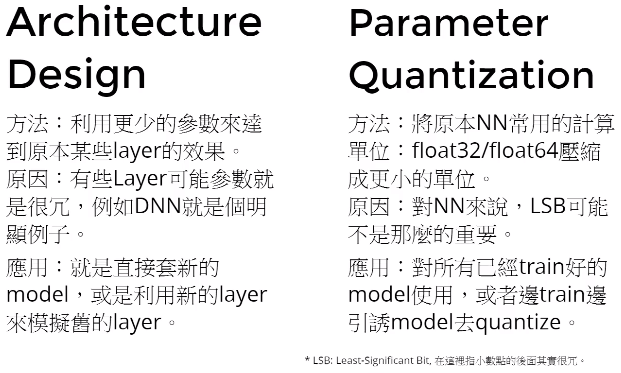 Architecture
Design
方法：利用更少的參數來達
到原本某些layer的效果。
原因：有些Layer可能參數就
是很冗，例如DNN就是個明
顯例子。
應用：就是直接套新的
model，或是利用新的layer
來模擬舊的layer。
Parameter
Quantization
方法：將原本NN常用的計算
單位：float32/float64壓縮
成更小的單位。
原因：對NN來說，LSB可能
不是那麼的重要。
應用：對所有已經train好的
model使用，或者邊train邊
引誘model去quantize。
* LSB: Least-Significant Bit, 在這裡指小數點的後面其實很冗。